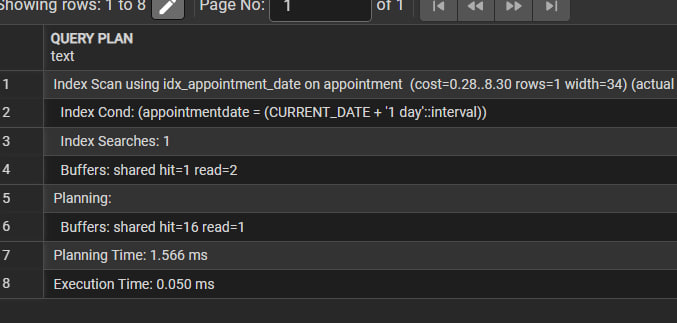 Showing rows: 1 to 8 Page No: 1 of 1
QUERY PLAN
text
1 Index Scan using idx_appointment_date on appointment (cost=0.28..8.30 rows=1 width=34) (actual
2 Index Cond: (appointmentdate = (CURRENT_DATE + '1 day'::interval))
3 Index Searches: 1
4 Buffers: shared hit=1 read=2
5 Planning:
6 Buffers: shared hit=16 read=1
7 Planning Time: 1.566 ms
8 Execution Time: 0.050 ms